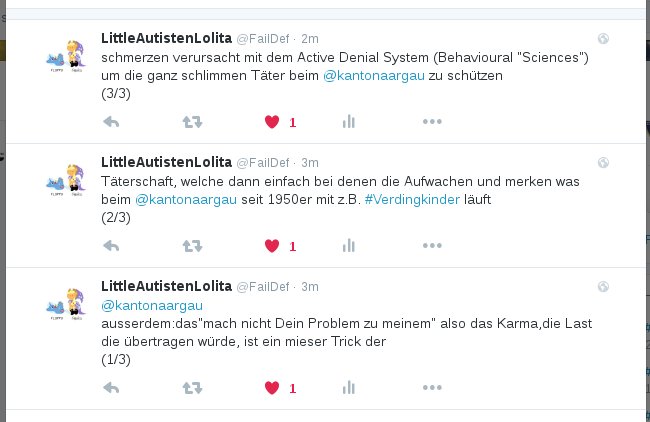 LittleAutistenLolita @FailDef · 2m
schmerzen verursacht mit dem Active Denial System (Behavioural "Sciences")
um die ganz schlimmen Täter beim @kantonaargau zu schützen
(3/3)
1
LittleAutistenLolita @FailDef · 3m
Täterschaft, welche dann einfach bei denen die Aufwachen und merken was
beim @kantonaargau seit 1950er mit z.B. #Verdingkinder läuft
(2/3)
1
LittleAutistenLolita @FailDef · 3m
@kantonaargau
ausserdem:das"mach nicht Dein Problem zu meinem" also das Karma,die Last
die übertragen würde, ist ein mieser Trick der
(1/3)
1